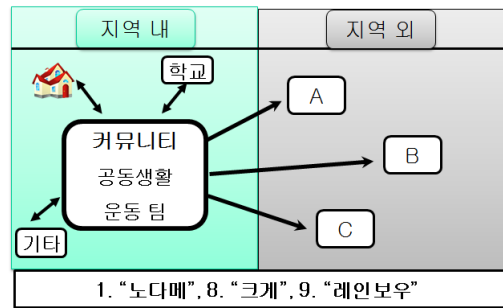 지역 내
지역 외
학교
A
커뮤니티
B
공동생활
운동 팀
C
기타
1. “노다메”, 8. “크게”, 9. “레인보우”